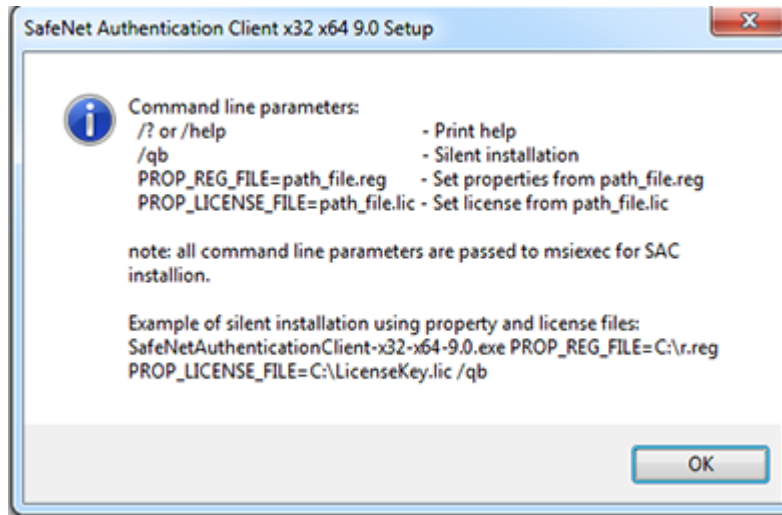 SafeNet Authentication Client x32 x64 9.0 Setup
Command line parameters:
/? or /help - Print help
/qb - Silent installation
PROP_REG_FILE=path_file.reg - Set properties from path_file.reg
PROP_LICENSE_FILE=path_file.lic - Set license from path_file.lic
note: all command line parameters are passed to msiexec for SAC
installion.
Example of silent installation using property and license files:
SafeNetAuthenticationClient-x32-x64-9.0.exe PROP_REG_FILE=C:\r.reg
PROP_LICENSE_FILE=C:\LicenseKey.lic /qb
OK